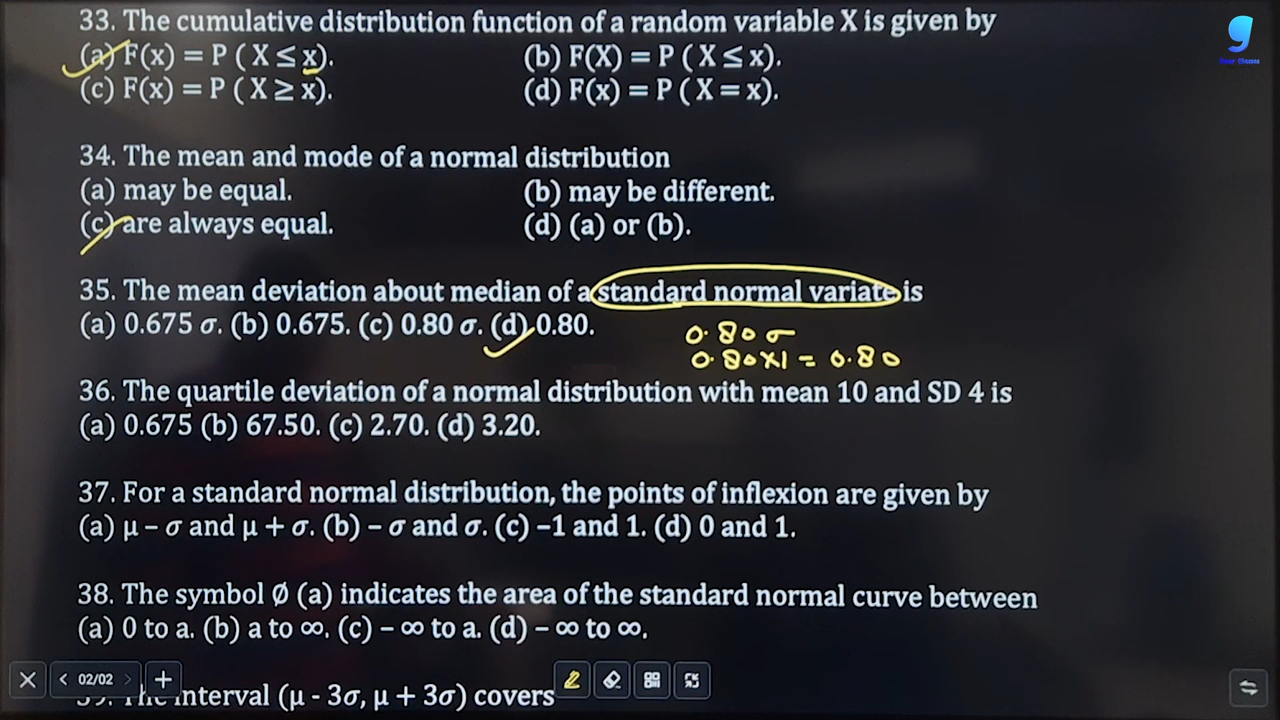 33. The cumulative distribution function of a random variable X is given by
(a) F(x) = P ( X ≤ x). (b) F(X) = P ( X ≤ x).
(c) F(x) = P ( X ≥ x). (d) F(x) = P ( X = x).
34. The mean and mode of a normal distribution
(a) may be equal. (b) may be different.
(c) are always equal. (d) (a) or (b).
35. The mean deviation about median of a standard normal variate is
(a) 0.675 σ. (b) 0.675. (c) 0.80 σ. (d) 0.80.
0.80 σ
0.80×1 = 0.80
36. The quartile deviation of a normal distribution with mean 10 and SD 4 is
(a) 0.675 (b) 67.50. (c) 2.70. (d) 3.20.
37. For a standard normal distribution, the points of inflexion are given by
(a) μ – σ and μ + σ. (b) – σ and σ. (c) –1 and 1. (d) 0 and 1.
38. The symbol Ø (a) indicates the area of the standard normal curve between
(a) 0 to a. (b) a to ∞. (c) – ∞ to a. (d) – ∞ to ∞.
02/02
39. The interval (μ - 3σ, μ + 3σ) covers